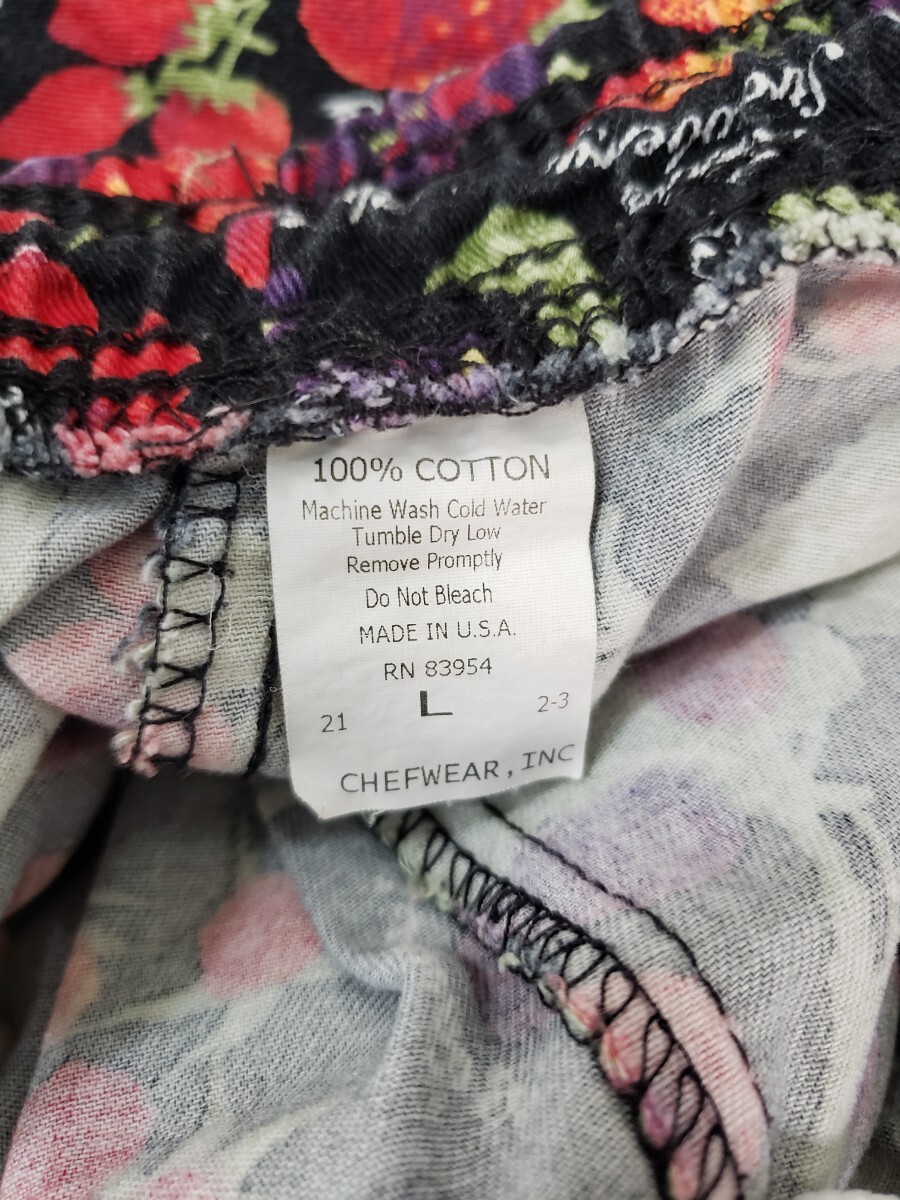 Strawberry
100% COTTON
Machine Wash Cold Water
Tumble Dry Low
Remove Promptly
Do Not Bleach
MADE IN U.S.A.
RN 83954
21 L 2-3
CHEFWEAR, INC